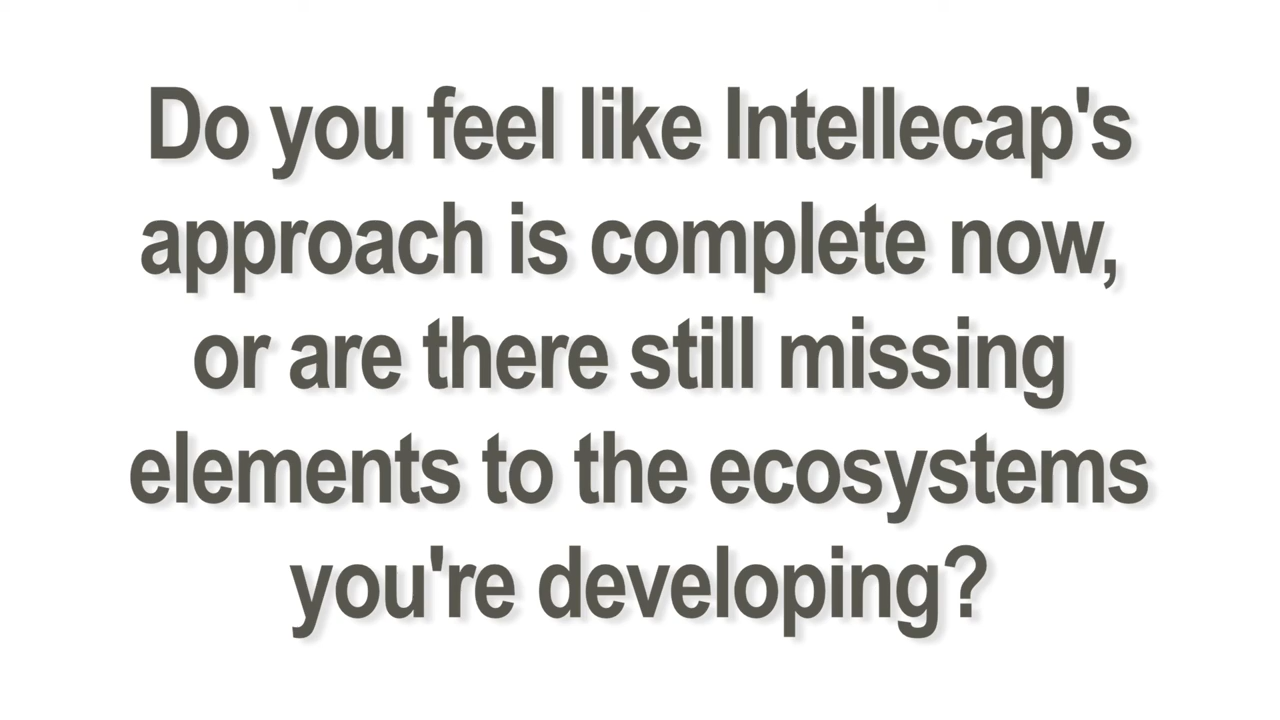 Do you feel like Intellecap's
approach is complete now,
or are there still missing
elements to the ecosystems
you're developing?